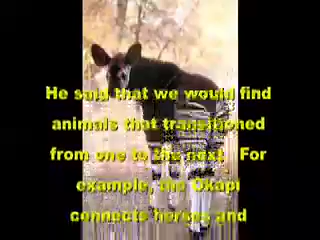 He said that we would find
animals that transitioned
from one to the next.  For
example, the Okapi
connects horses and